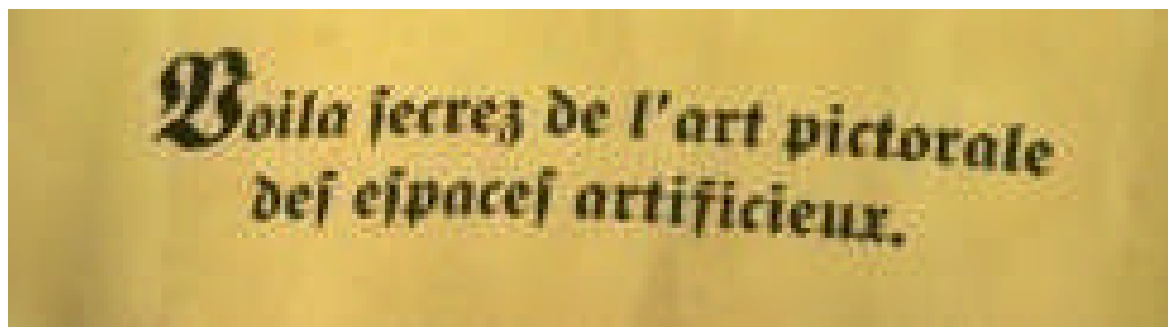 Voila ſecrez de l'art pictorale
deſ eſpaceſ artificieux.